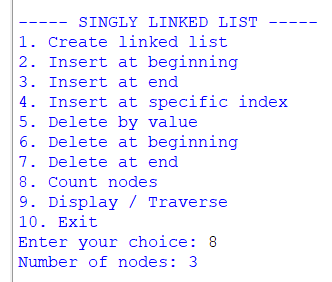 ----- SINGLY LINKED LIST -----
1. Create linked list
2. Insert at beginning
3. Insert at end
4. Insert at specific index
5. Delete by value
6. Delete at beginning
7. Delete at end
8. Count nodes
9. Display / Traverse
10. Exit
Enter your choice: 8
Number of nodes: 3